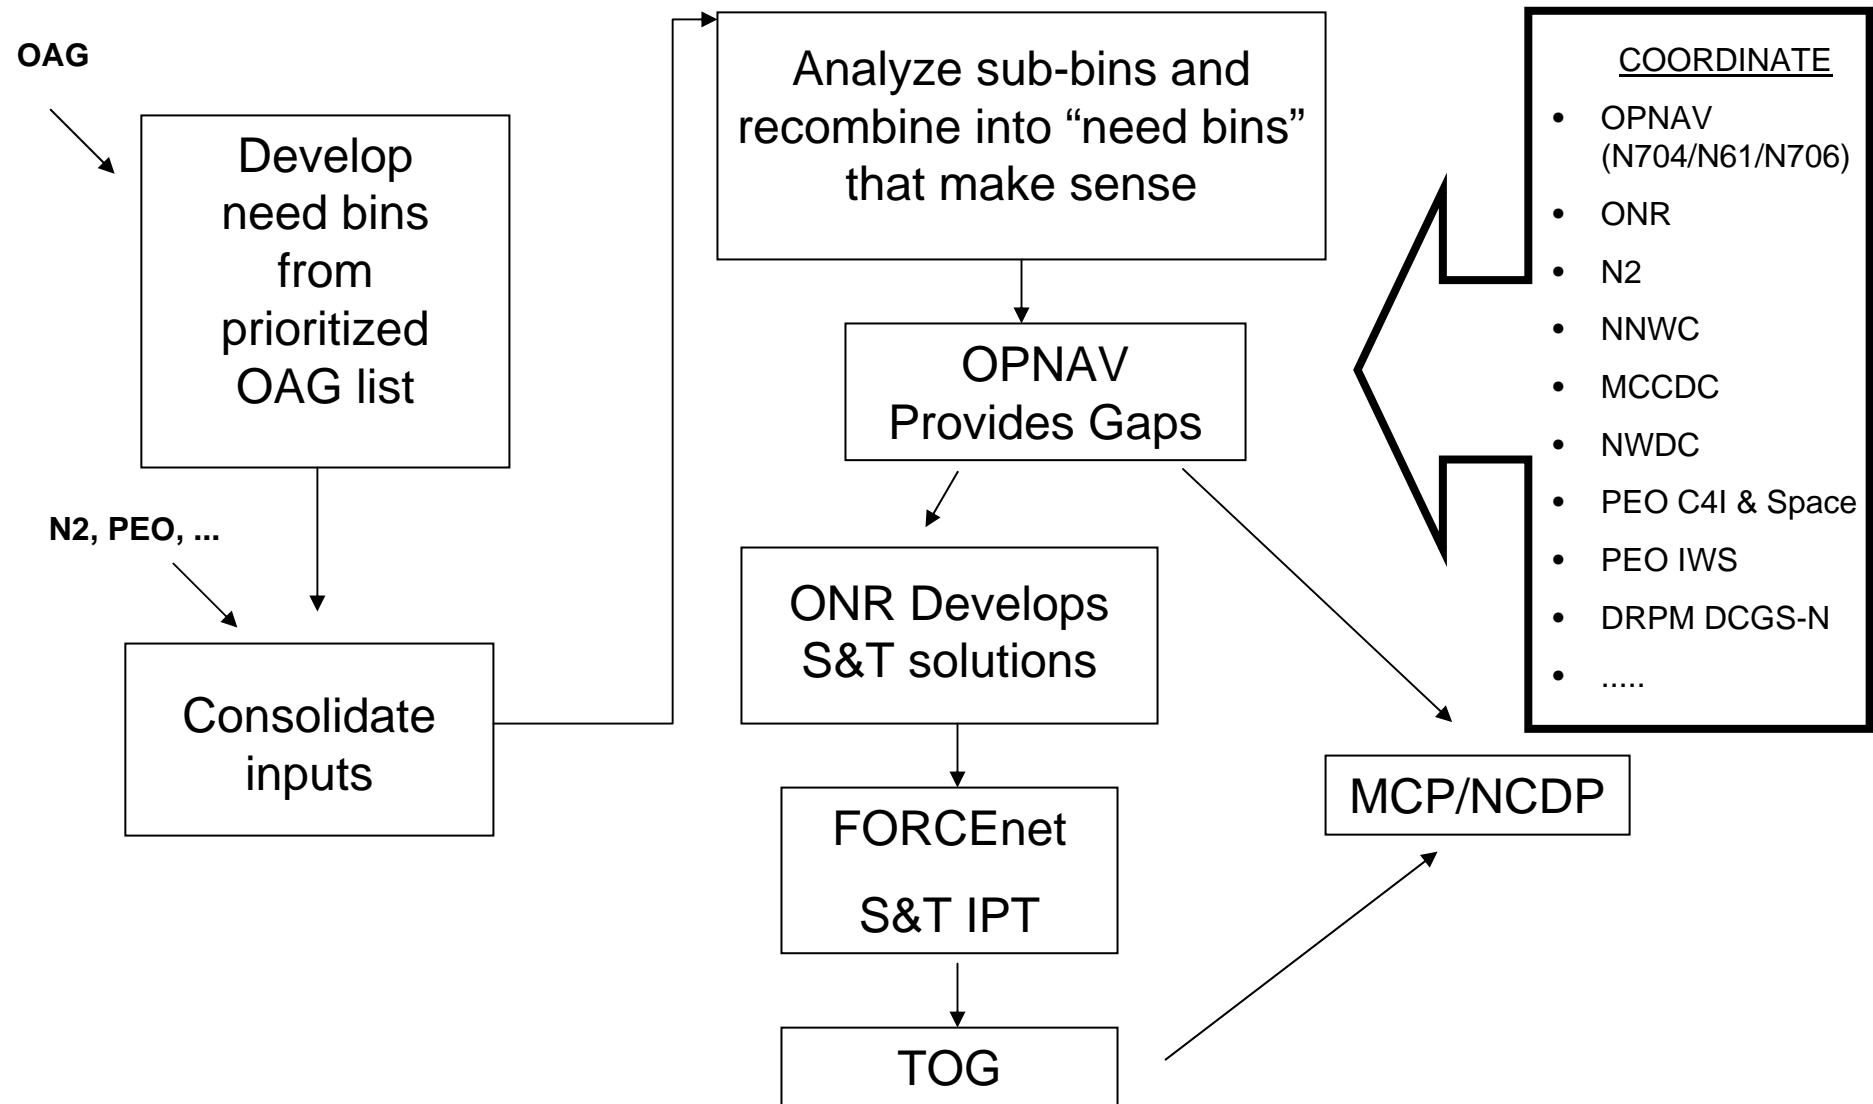 OAG
Develop
need bins
from
prioritized
OAG list
N2, PEO, ...
Consolidate
inputs
Analyze sub-bins and
recombine into “need bins”
that make sense
OPNAV
Provides Gaps
ONR Develops
S&T solutions
FORCEnet
S&T IPT
TOG
MCP/NCDP
COORDINATE
• OPNAV
(N704/N61/N706)
• ONR
• N2
• NNWC
• MCCDC
• NWDC
• PEO C4I & Space
• PEO IWS
• DRPM DCGS-N
• .....